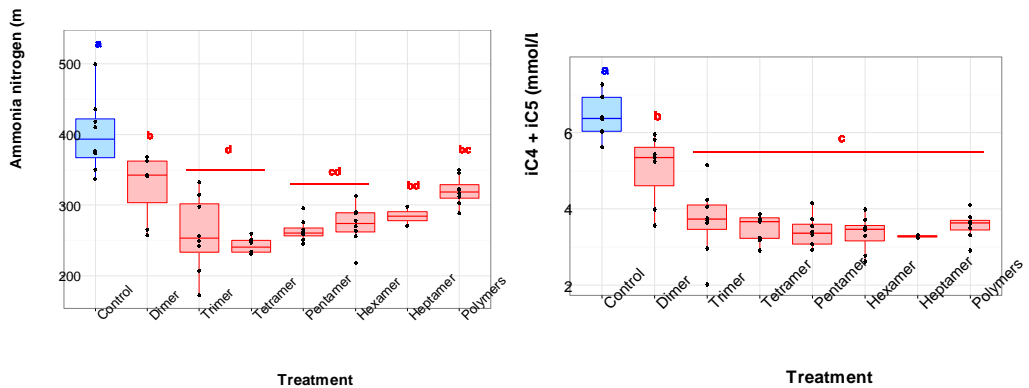 Ammonia nitrogen (m
500
400
300
200
a
b
d
cd
bd
bc
Control
Dimer
Trimer
Tetramer
Pentamer
Hexamer
Heptamer
Polymers
Treatment
iC4 + iC5 (mmol/l
6
4
2
a
b
c
Control
Dimer
Trimer
Tetramer
Pentamer
Hexamer
Heptamer
Polymers
Treatment